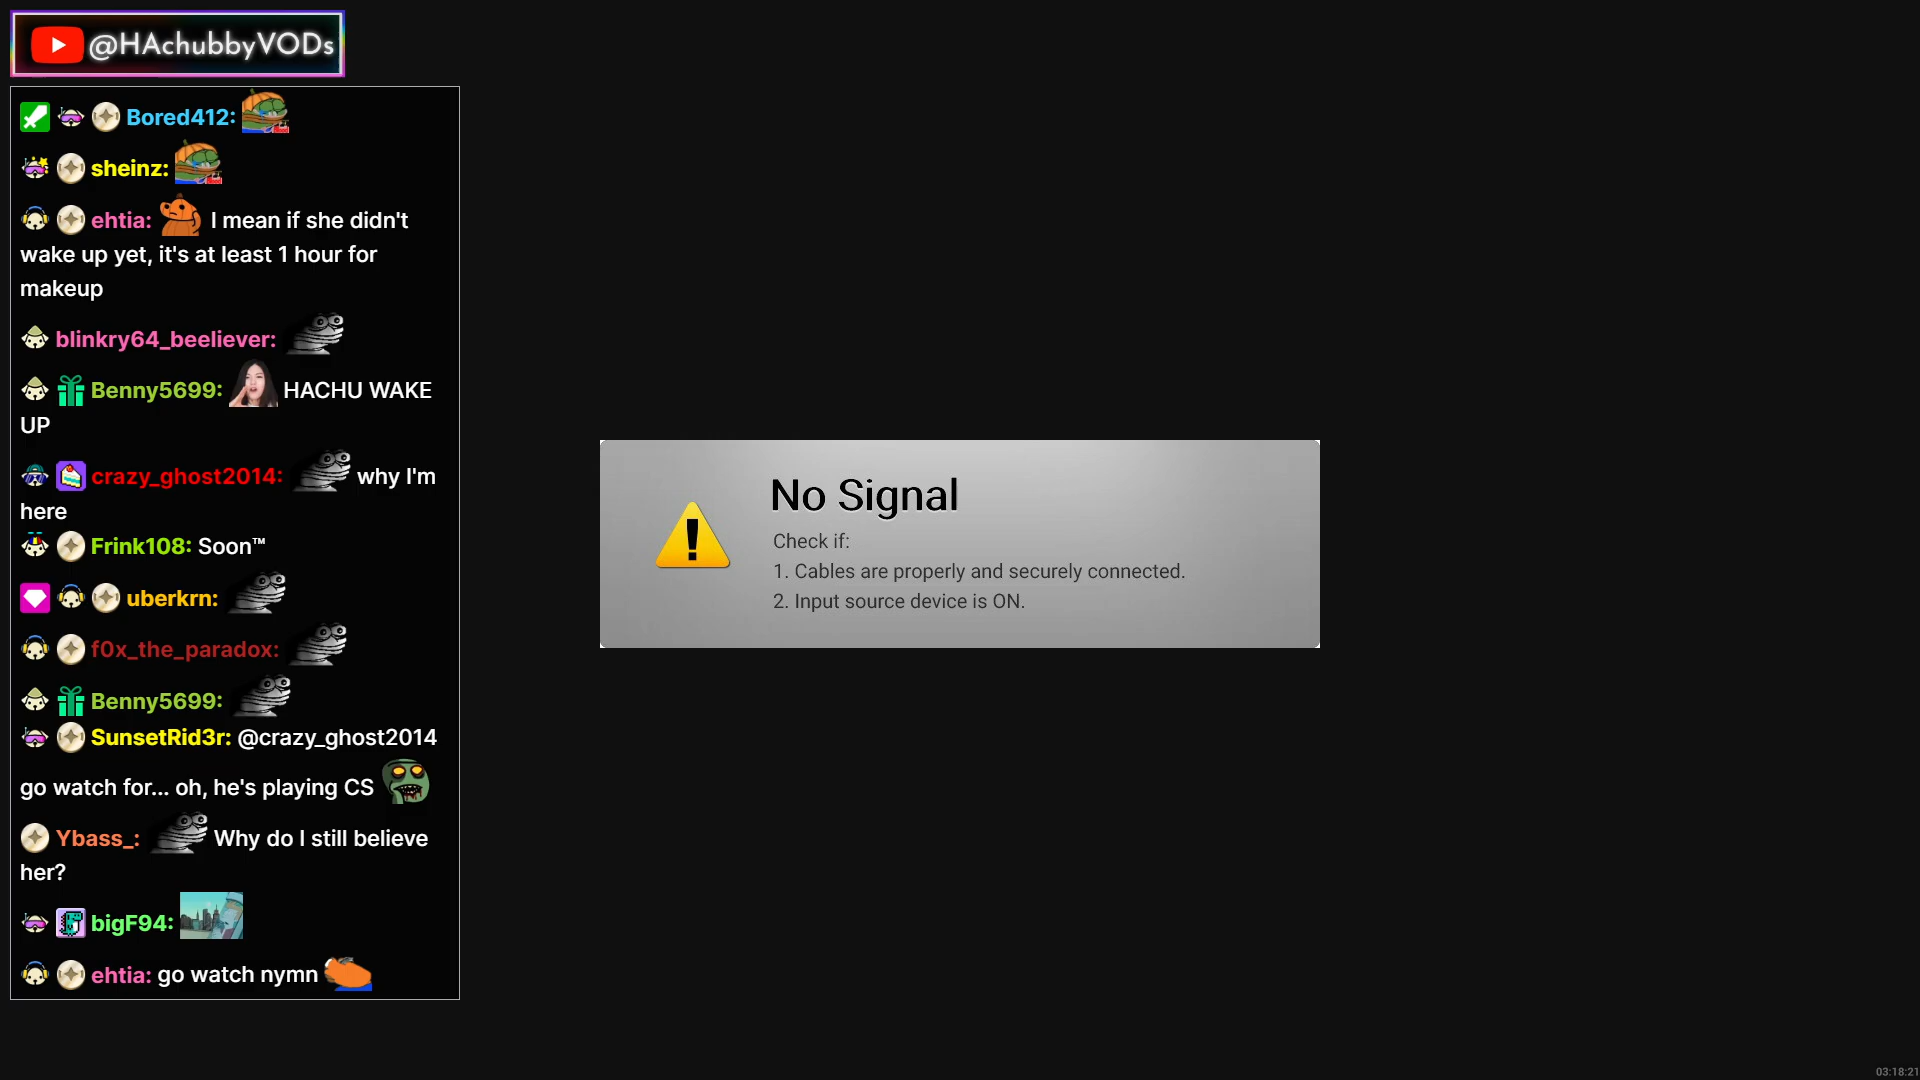 @HAchubbyVODs
Bored412:
sheinz:
ehtia: I mean if she didn't
wake up yet, it's at least 1 hour for
makeup
blinkry64_beeliever:
Benny5699: HACHU WAKE
UP
crazy_ghost2014: why I'm
here
Frink108: Soon™
uberkrn:
f0x_the_paradox:
Benny5699:
SunsetRid3r: @crazy_ghost2014
go watch for... oh, he's playing CS
Ybass_: Why do I still believe
her?
bigF94:
ehtia: go watch nymn
No Signal
Check if:
1. Cables are properly and securely connected.
2. Input source device is ON.
03:18:21